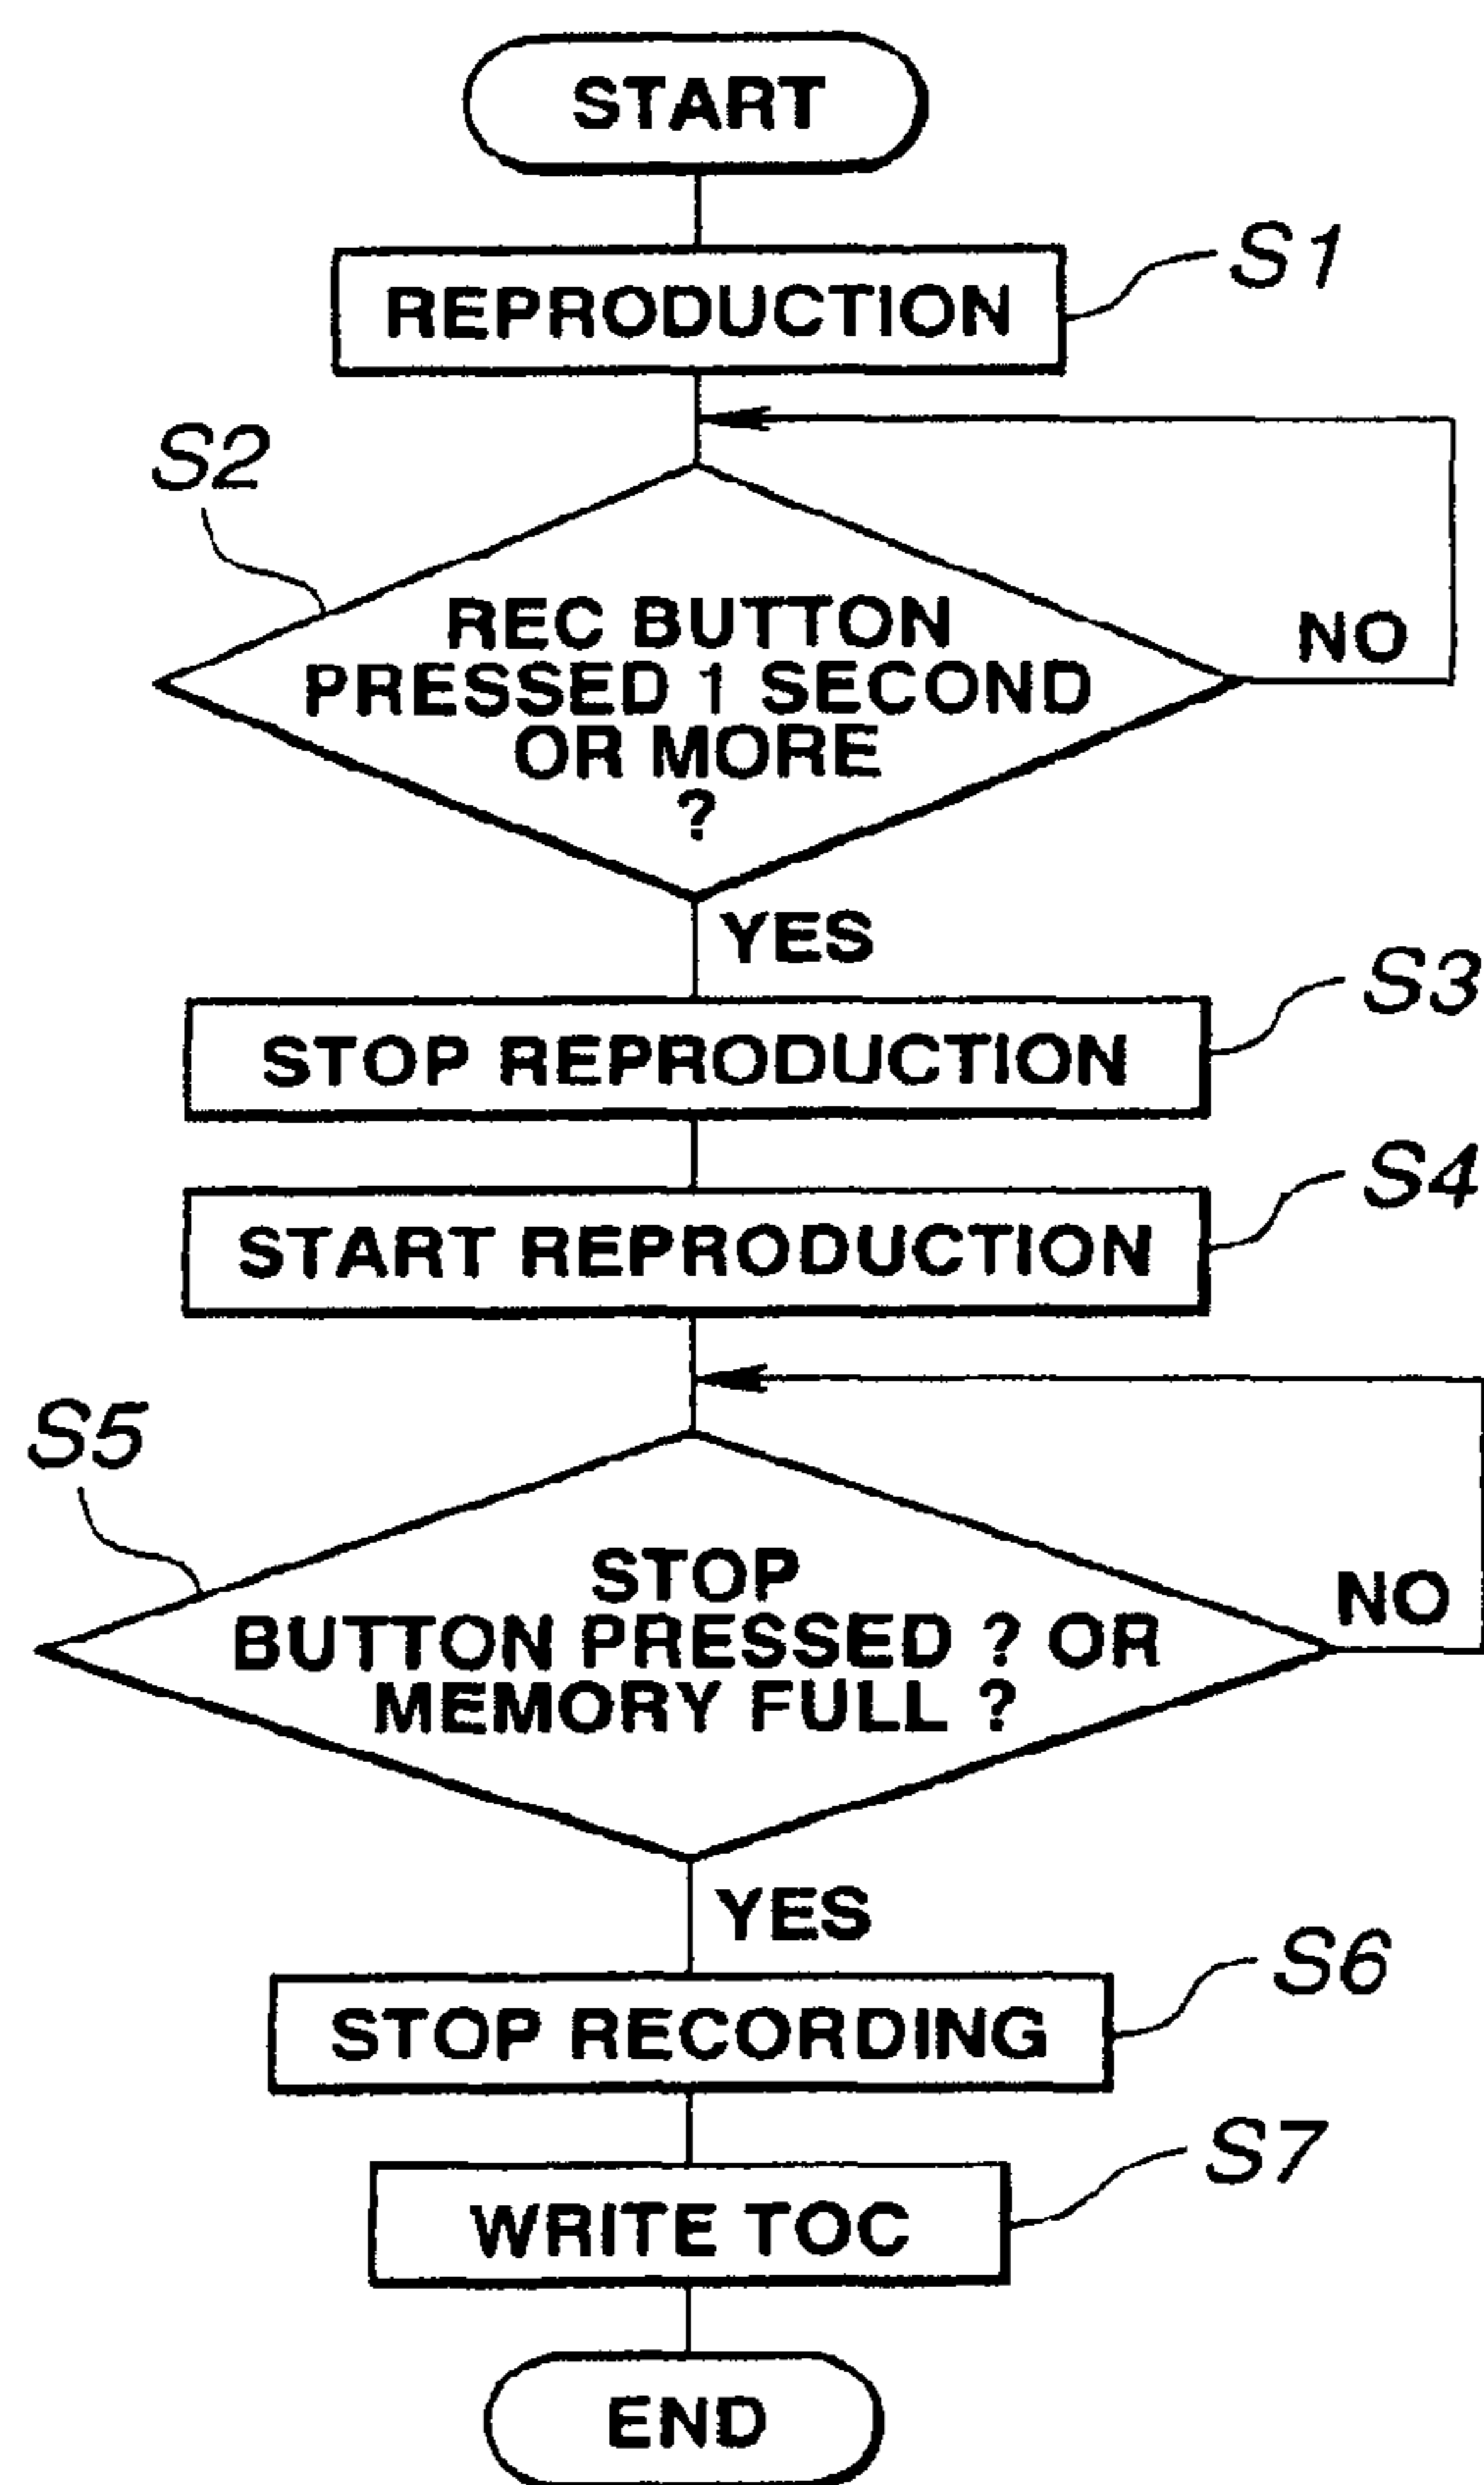 START
REPRODUCTION
S1
S2
REC BUTTON
PRESSED 1 SECOND
OR MORE
?
NO
YES
STOP REPRODUCTION
S3
START REPRODUCTION
S4
S5
STOP
BUTTON PRESSED ? OR
MEMORY FULL ?
NO
YES
STOP RECORDING
S6
WRITE TOC
S7
END